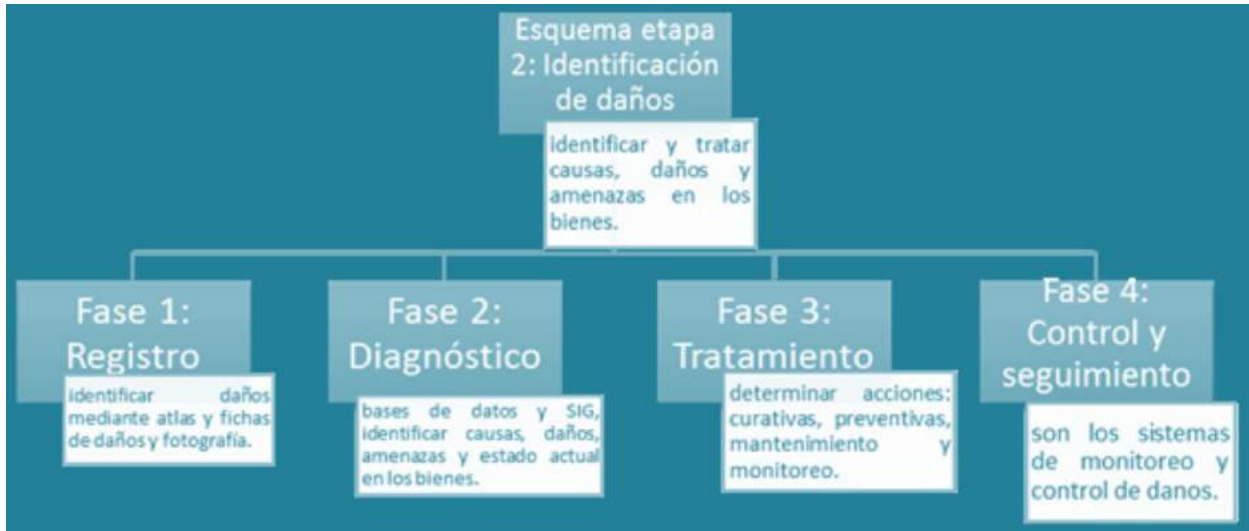 Esquema etapa
2: Identificación
de daños
identificar y tratar
causas, daños y
amenazas en los
bienes.
Fase 1:
Registro
identificar daños
mediante atlas y fichas
de daños y fotografía.
Fase 2:
Diagnóstico
bases de datos y SIG,
identificar causas, daños,
amenazas y estado actual
en los bienes.
Fase 3:
Tratamiento
determinar acciones:
curativas, preventivas,
mantenimiento y
monitoreo.
Fase 4:
Control y
seguimiento
son los sistemas
de monitoreo y
control de danos.